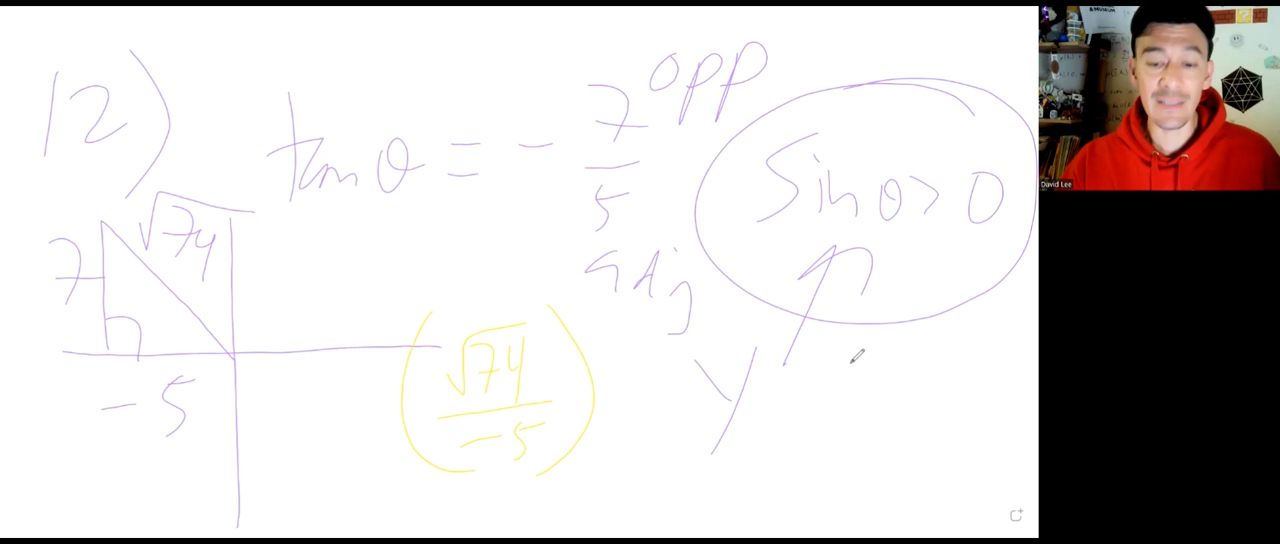 12)
tan θ = - 7/5
opp
adj
sin θ > 0
√74
7
-5
(√74/-5)
y
David Lee